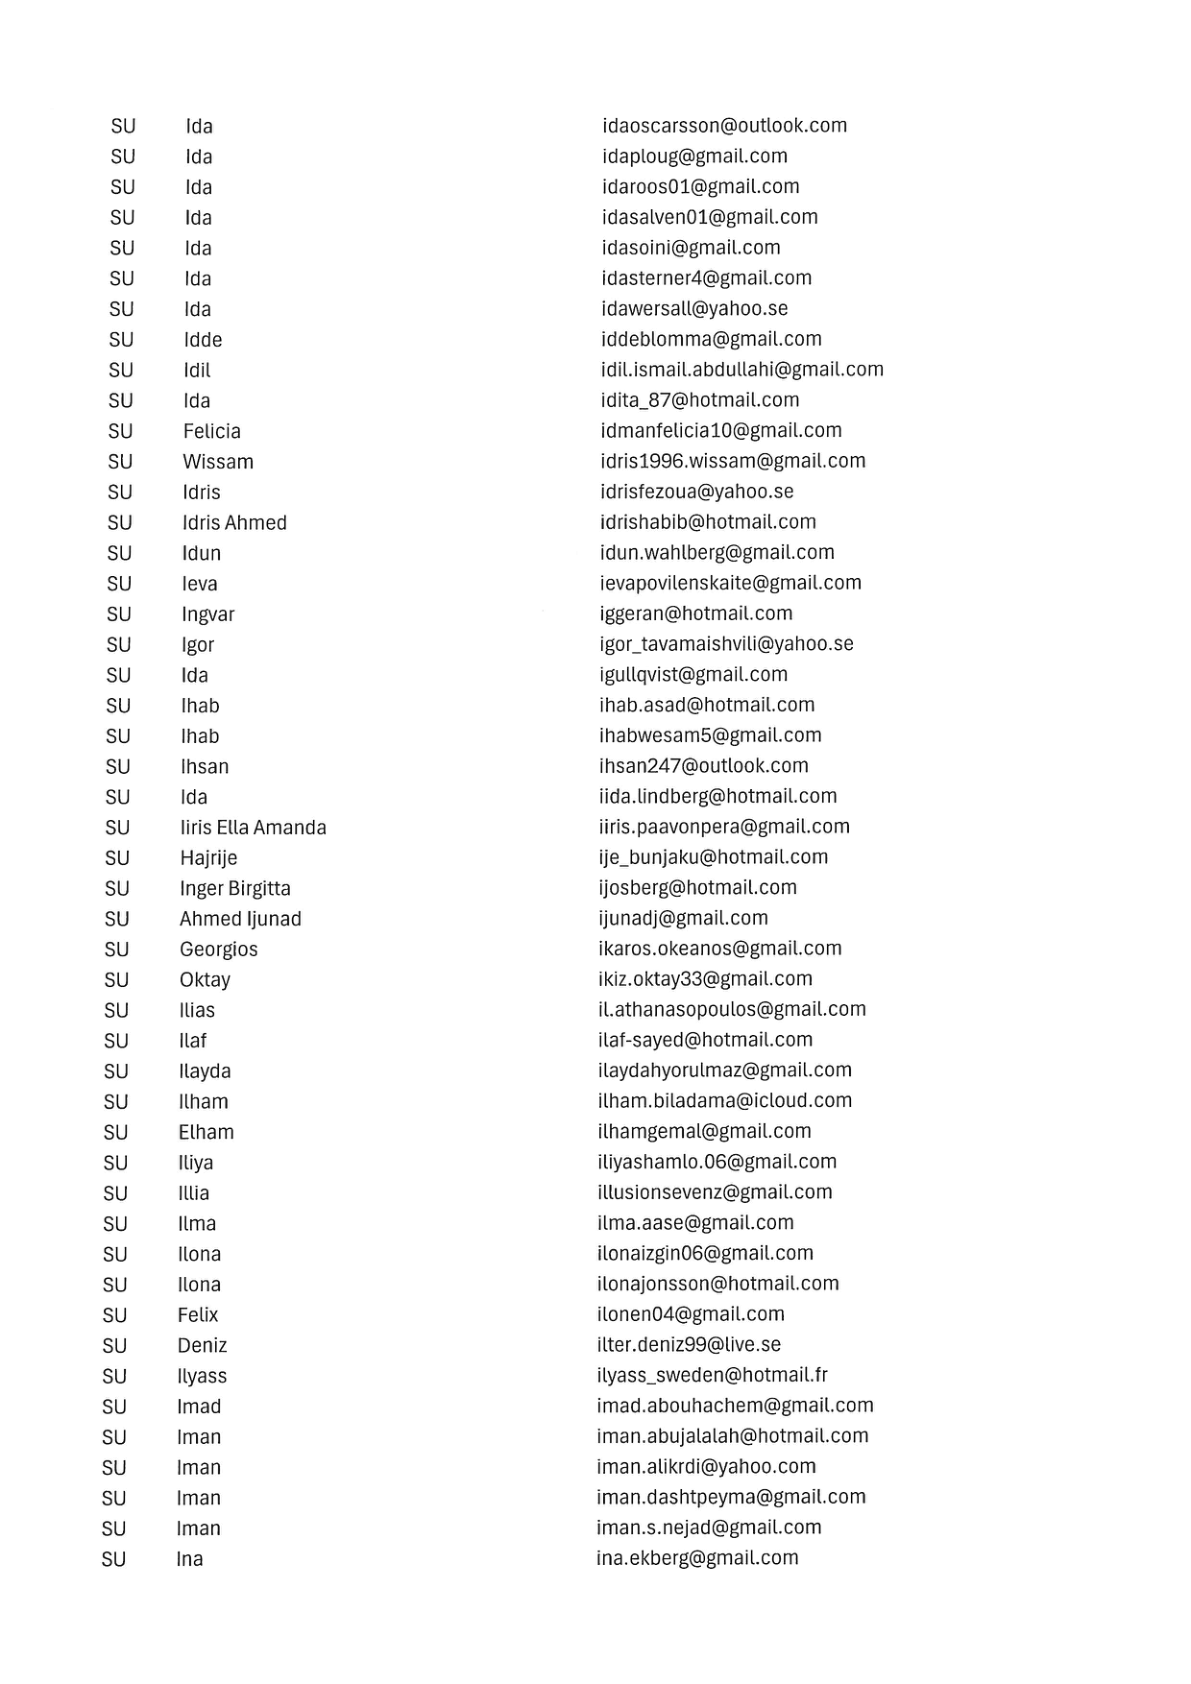 SU Ida idaoscarsson@outlook.com
SU Ida idaploug@gmail.com
SU Ida idaroos01@gmail.com
SU Ida idasalven01@gmail.com
SU Ida idasoini@gmail.com
SU Ida idasterner4@gmail.com
SU Ida idawersall@yahoo.se
SU Idde iddeblomma@gmail.com
SU Idil idil.ismail.abdullahi@gmail.com
SU Ida idita_87@hotmail.com
SU Felicia idmanfelicia10@gmail.com
SU Wissam idris1996.wissam@gmail.com
SU Idris idrisfezoua@yahoo.se
SU Idris Ahmed idrishabib@hotmail.com
SU Idun idun.wahlberg@gmail.com
SU Ieva ievapovilenskaite@gmail.com
SU Ingvar iggeran@hotmail.com
SU Igor igor_tavamaishvili@yahoo.se
SU Ida igullqvist@gmail.com
SU Ihab ihab.asad@hotmail.com
SU Ihab ihabwesam5@gmail.com
SU Ihsan ihsan247@outlook.com
SU Ida iida.lindberg@hotmail.com
SU Iiris Ella Amanda iiris.paavonpera@gmail.com
SU Hajrije ije_bunjaku@hotmail.com
SU Inger Birgitta ijosberg@hotmail.com
SU Ahmed Ijunad ijunadj@gmail.com
SU Georgios ikaros.okeanos@gmail.com
SU Oktay ikiz.oktay33@gmail.com
SU Ilias il.athanasopoulos@gmail.com
SU Ilaf ilaf-sayed@hotmail.com
SU Ilayda ilaydahyorulmaz@gmail.com
SU Ilham ilham.biladama@icloud.com
SU Elham ilhamgemal@gmail.com
SU Iliya iliyashamlo.06@gmail.com
SU Illia illusionsevenz@gmail.com
SU Ilma ilma.aase@gmail.com
SU Ilona ilonaizgin06@gmail.com
SU Ilona ilonajonsson@hotmail.com
SU Felix ilonen04@gmail.com
SU Deniz ilter.deniz99@live.se
SU Ilyass ilyass_sweden@hotmail.fr
SU Imad imad.abouhachem@gmail.com
SU Iman iman.abujalalah@hotmail.com
SU Iman iman.alikrdi@yahoo.com
SU Iman iman.dashtpeyma@gmail.com
SU Iman iman.s.nejad@gmail.com
SU Ina ina.ekberg@gmail.com